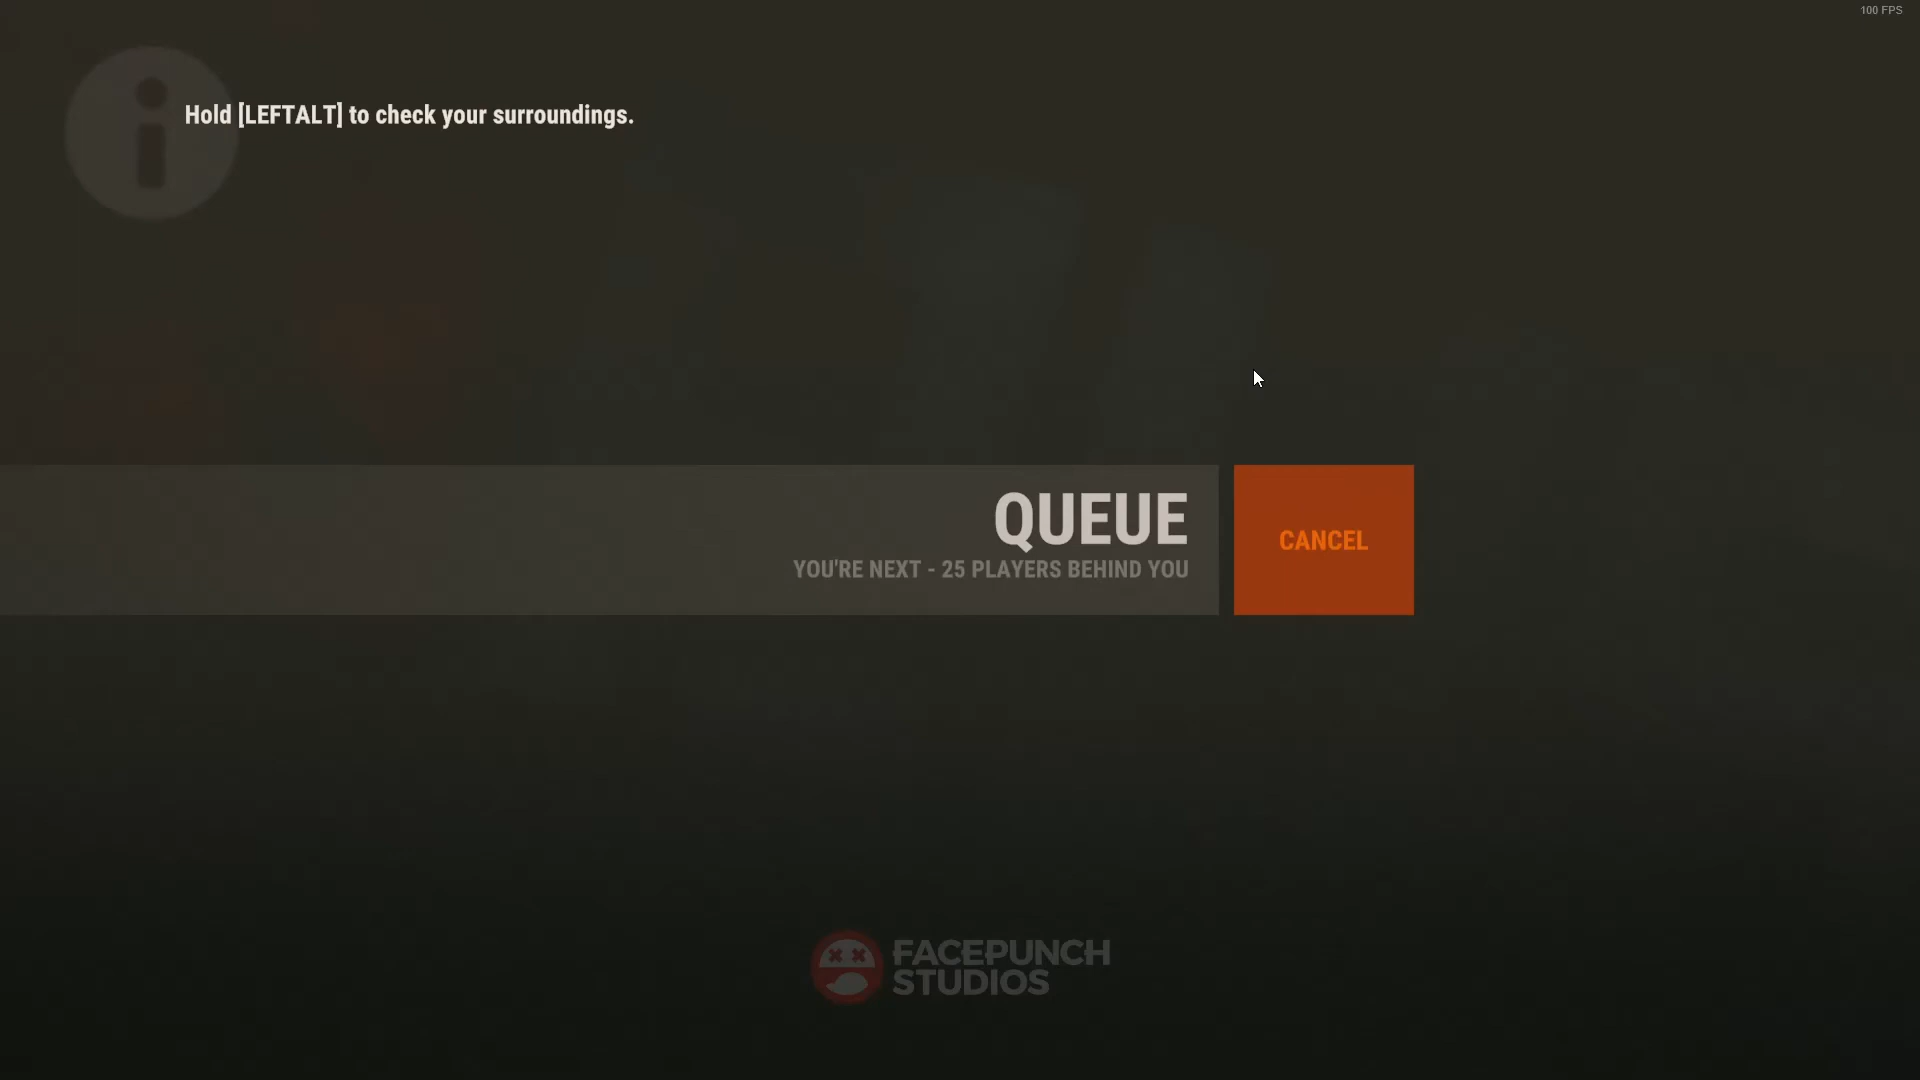 100 FPS
Hold [LEFTALT] to check your surroundings.
QUEUE
YOU'RE NEXT - 25 PLAYERS BEHIND YOU
CANCEL
FACEPUNCH
STUDIOS